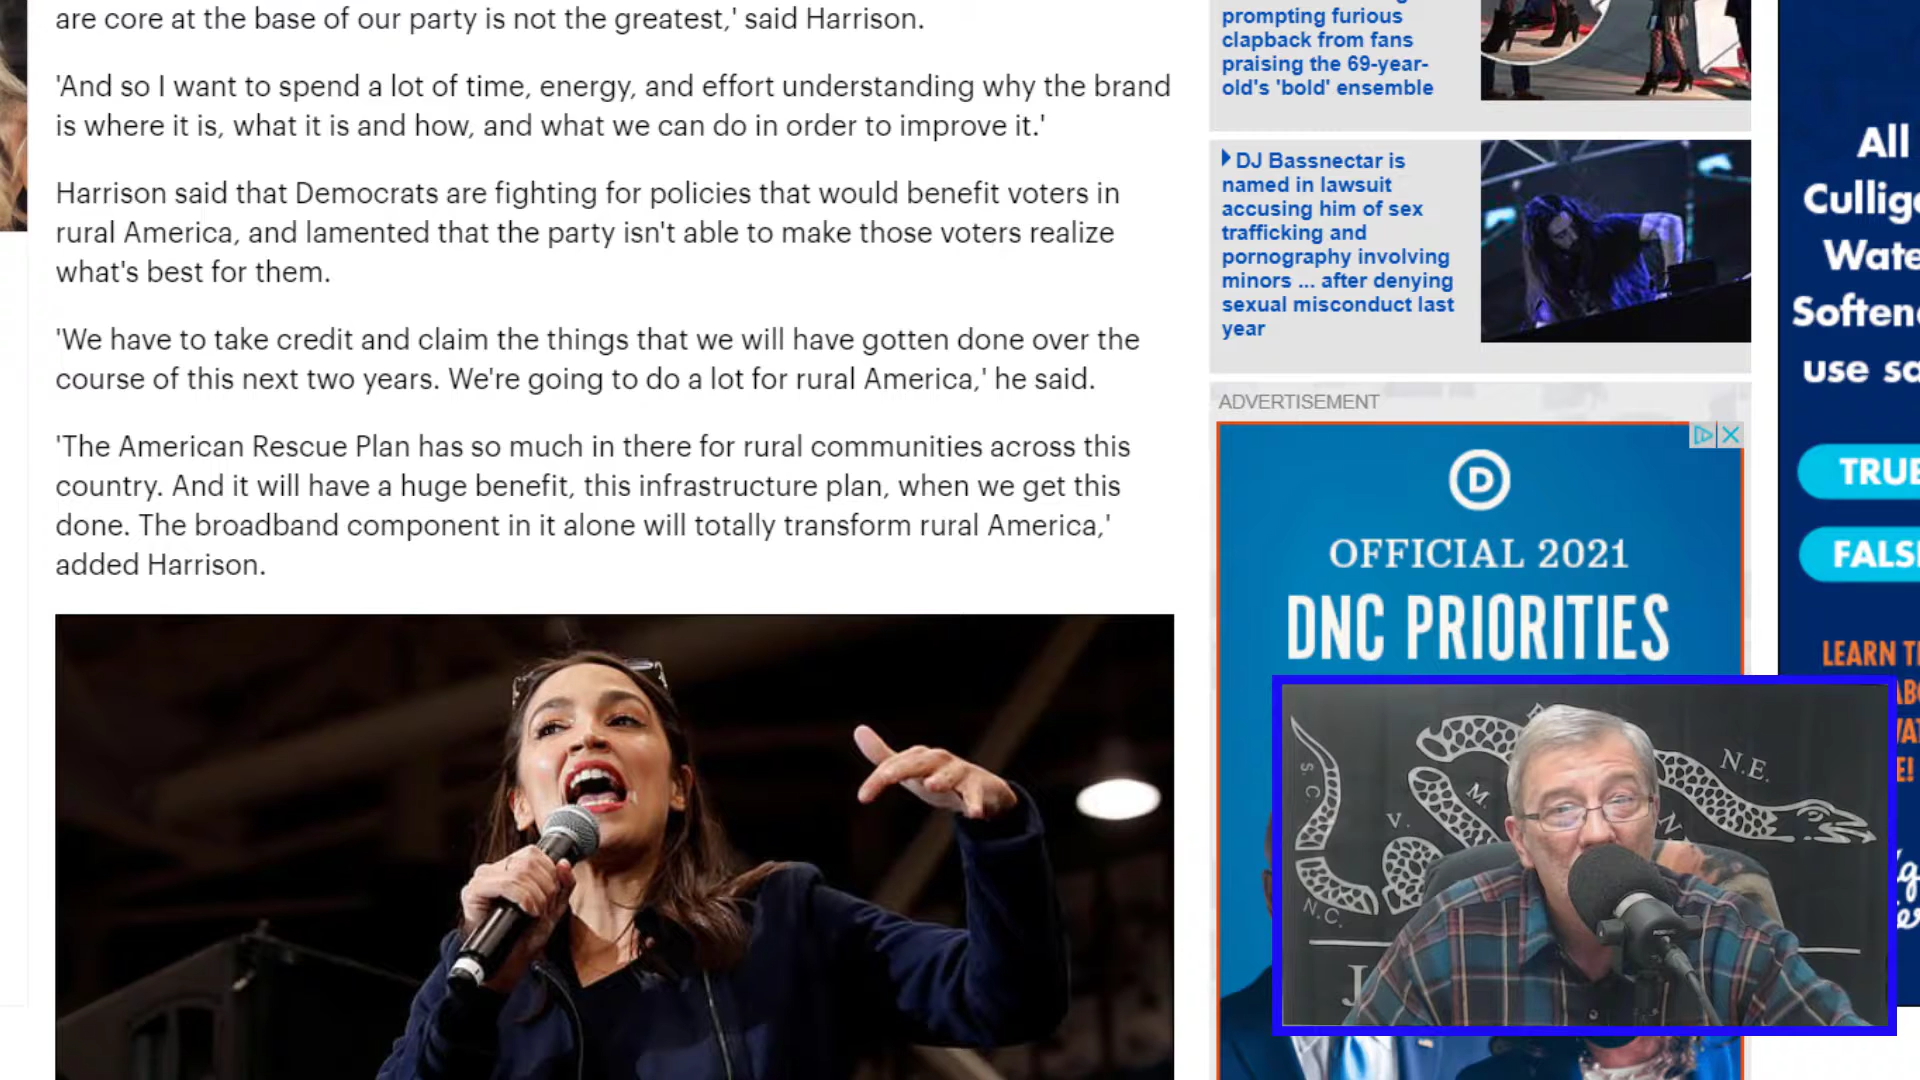 are core at the base of our party is not the greatest,' said Harrison.
'And so I want to spend a lot of time, energy, and effort understanding why the brand
is where it is, what it is and how, and what we can do in order to improve it.'
Harrison said that Democrats are fighting for policies that would benefit voters in
rural America, and lamented that the party isn't able to make those voters realize
what's best for them.
'We have to take credit and claim the things that we will have gotten done over the
course of this next two years. We're going to do a lot for rural America,' he said.
'The American Rescue Plan has so much in there for rural communities across this
country. And it will have a huge benefit, this infrastructure plan, when we get this
done. The broadband component in it alone will totally transform rural America,'
added Harrison.
prompting furious
clapback from fans
praising the 69-year-
old's 'bold' ensemble
DJ Bassnectar is
named in lawsuit
accusing him of sex
trafficking and
pornography involving
minors ... after denying
sexual misconduct last
year
ADVERTISEMENT
D
OFFICIAL 2021
DNC PRIORITIES
S. C.
N.C.
V.
M.
N.
N.E.
J
All
Cullig
Wate
Soften
use sa
TRUE
FALS
LEARN T